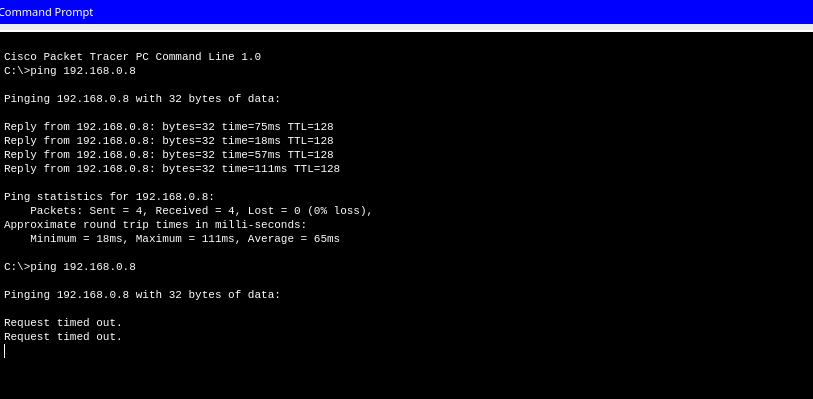 Command Prompt
Cisco Packet Tracer PC Command Line 1.0
C:\>ping 192.168.0.8
Pinging 192.168.0.8 with 32 bytes of data:
Reply from 192.168.0.8: bytes=32 time=75ms TTL=128
Reply from 192.168.0.8: bytes=32 time=18ms TTL=128
Reply from 192.168.0.8: bytes=32 time=57ms TTL=128
Reply from 192.168.0.8: bytes=32 time=111ms TTL=128
Ping statistics for 192.168.0.8:
Packets: Sent = 4, Received = 4, Lost = 0 (0% loss),
Approximate round trip times in milli-seconds:
Minimum = 18ms, Maximum = 111ms, Average = 65ms
C:\>ping 192.168.0.8
Pinging 192.168.0.8 with 32 bytes of data:
Request timed out.
Request timed out.